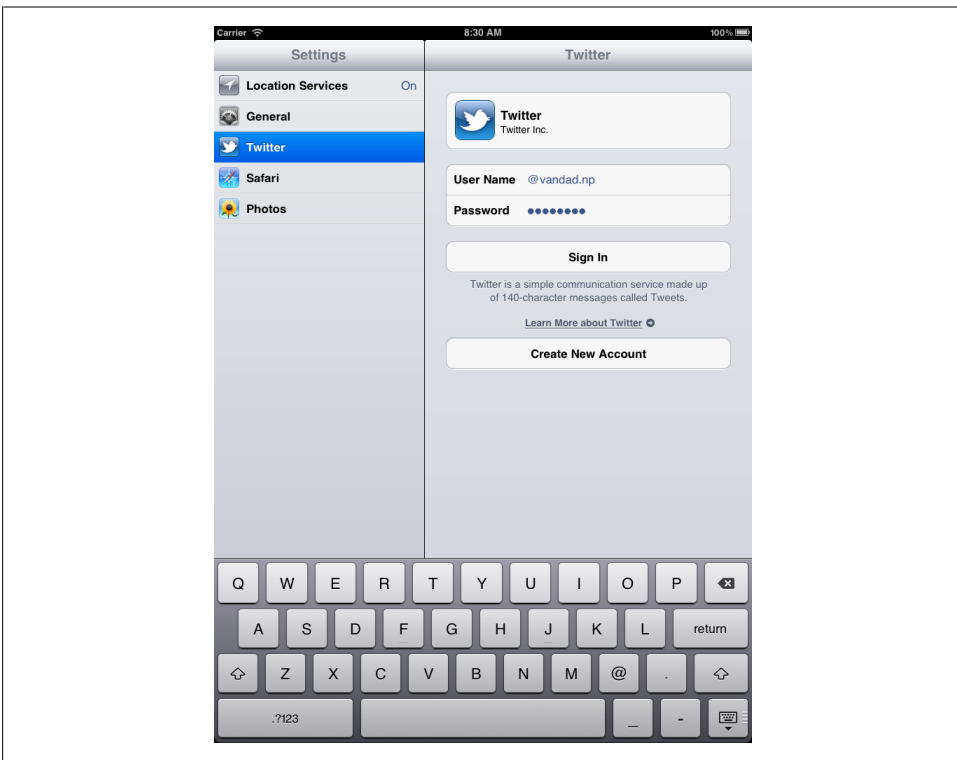 Carrier 8:30 AM 100%
Settings
Location Services On
General
Twitter
Safari
Photos
Twitter
Twitter
Twitter Inc.
User Name @vandad.np
Password ●●●●●●●●
Sign In
Twitter is a simple communication service made up
of 140-character messages called Tweets.
Learn More about Twitter
Create New Account
Q W E R T Y U I O P
A S D F G H J K L return
Z X C V B N M @ .
.?123 _ -